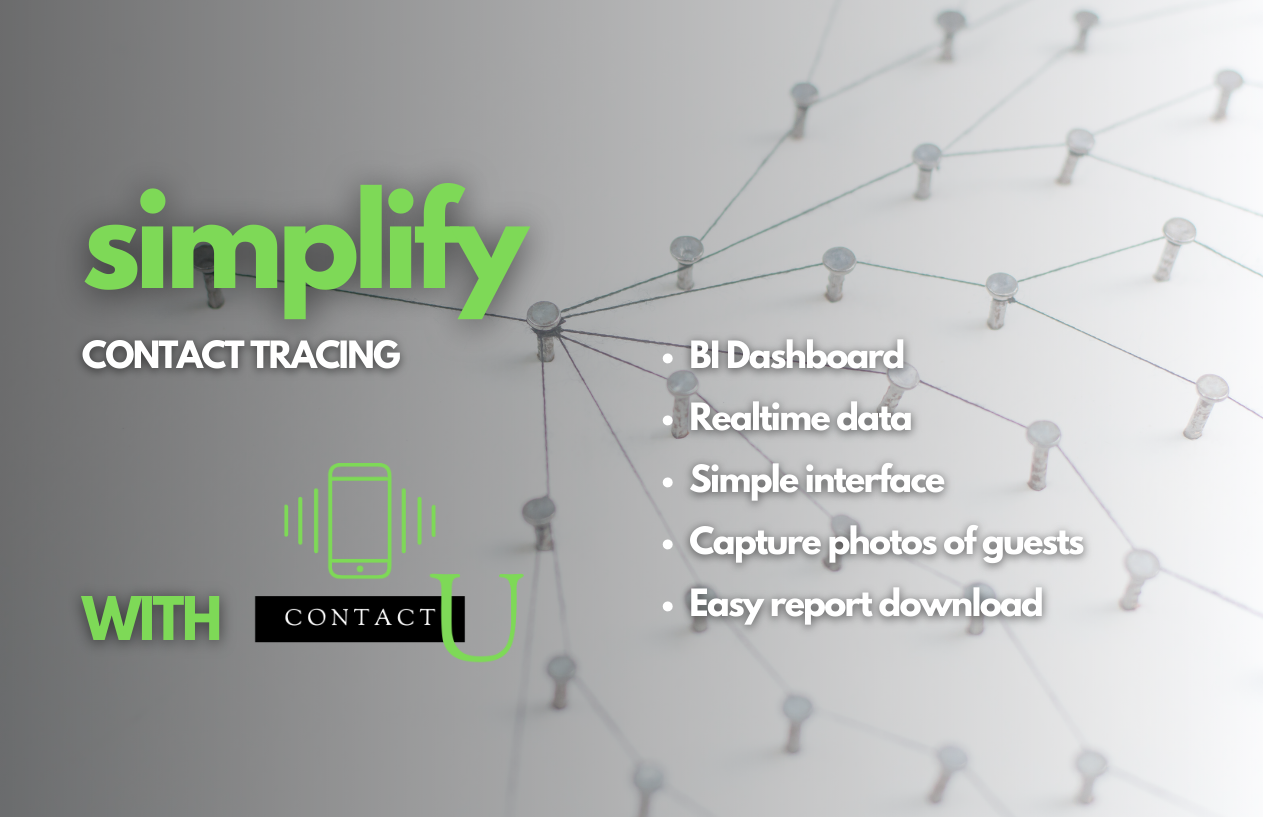 simplify
CONTACT TRACING
WITH
CONTACT U
• BI Dashboard
• Realtime data
• Simple interface
• Capture photos of guests
• Easy report download